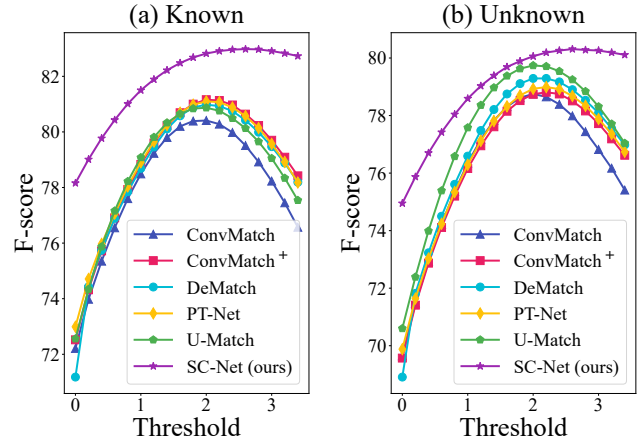 (a) Known
F-score
82
80
78
76
74
72
0
1
2
3
Threshold
ConvMatch
ConvMatch+
DeMatch
PT-Net
U-Match
SC-Net (ours)
(b) Unknown
F-score
80
78
76
74
72
70
0
1
2
3
Threshold
ConvMatch
ConvMatch+
DeMatch
PT-Net
U-Match
SC-Net (ours)